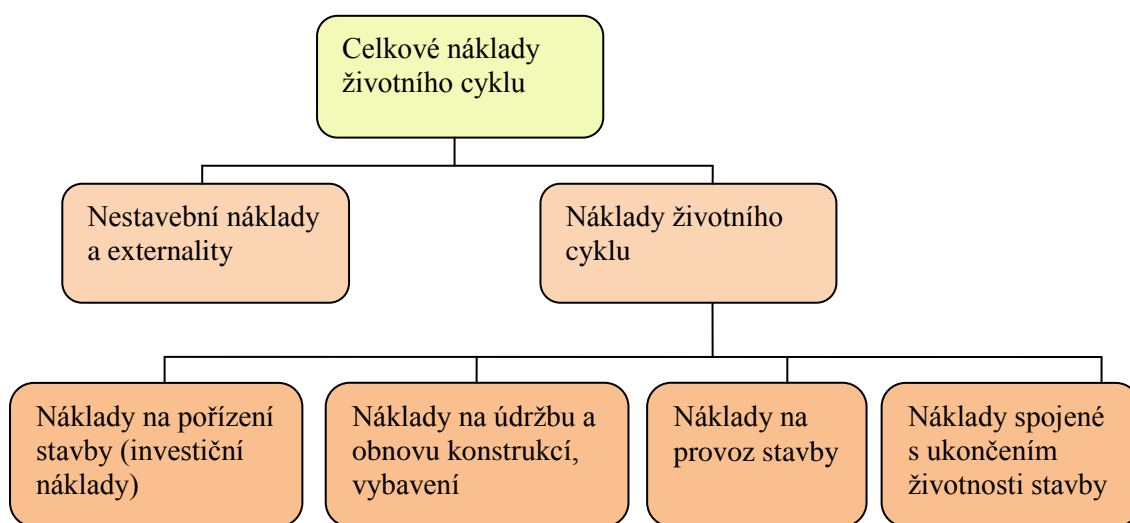 Celkové náklady
životního cyklu
Nestavební náklady
a externality
Náklady životního
cyklu
Náklady na pořízení
stavby (investiční
náklady)
Náklady na údržbu a
obnovu konstrukcí,
vybavení
Náklady na
provoz stavby
Náklady spojené
s ukončením
životnosti stavby